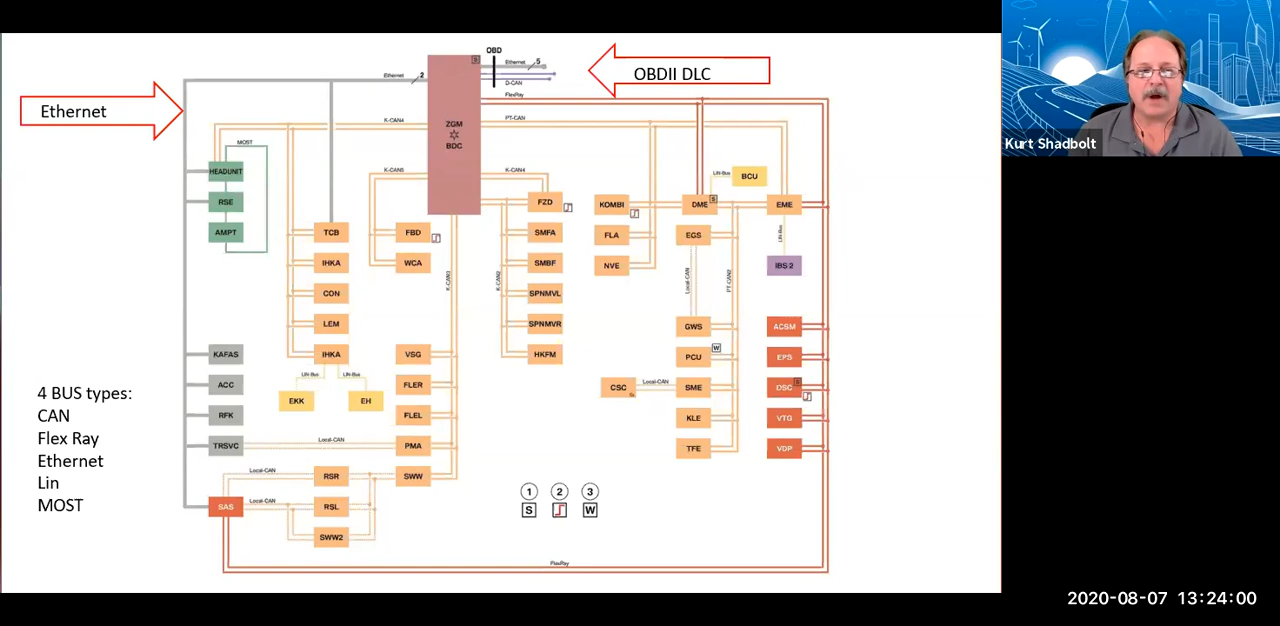 OBD
Ethernet
5
D-CAN
OBDII DLC
Ethernet
2
FlexRay
Ethernet
K-CAN4
ZGM
BDC
PT-CAN
MOST
HEADUNIT
K-CAN5
K-CAN4
LIN-Bus
BCU
RSE
FZD
KOMBI
DME
S
EME
AMPT
TCB
FBD
SMFA
FLA
EGS
LIN-Bus
IHKA
WCA
SMBF
NVE
IBS 2
K-CAN3
K-CAN2
Local-CAN
PT-CAN2
CON
SPNMVL
LEM
SPNMVR
GWS
ACSM
KAFAS
IHKA
VSG
HKFM
PCU
W
EPS
LIN-Bus
LIN-Bus
ACC
EKK
EH
FLER
CSC
Local-CAN
SME
DSC
RFK
FLEL
KLE
VTG
TRSVC
Local-CAN
PMA
TFE
VDP
Local-CAN
RSR
SWW
SAS
Local-CAN
RSL
SWW2
1 2 3
S W
FlexRay
4 BUS types:
CAN
Flex Ray
Ethernet
Lin
MOST
Kurt Shadbolt
2020-08-07 13:24:00